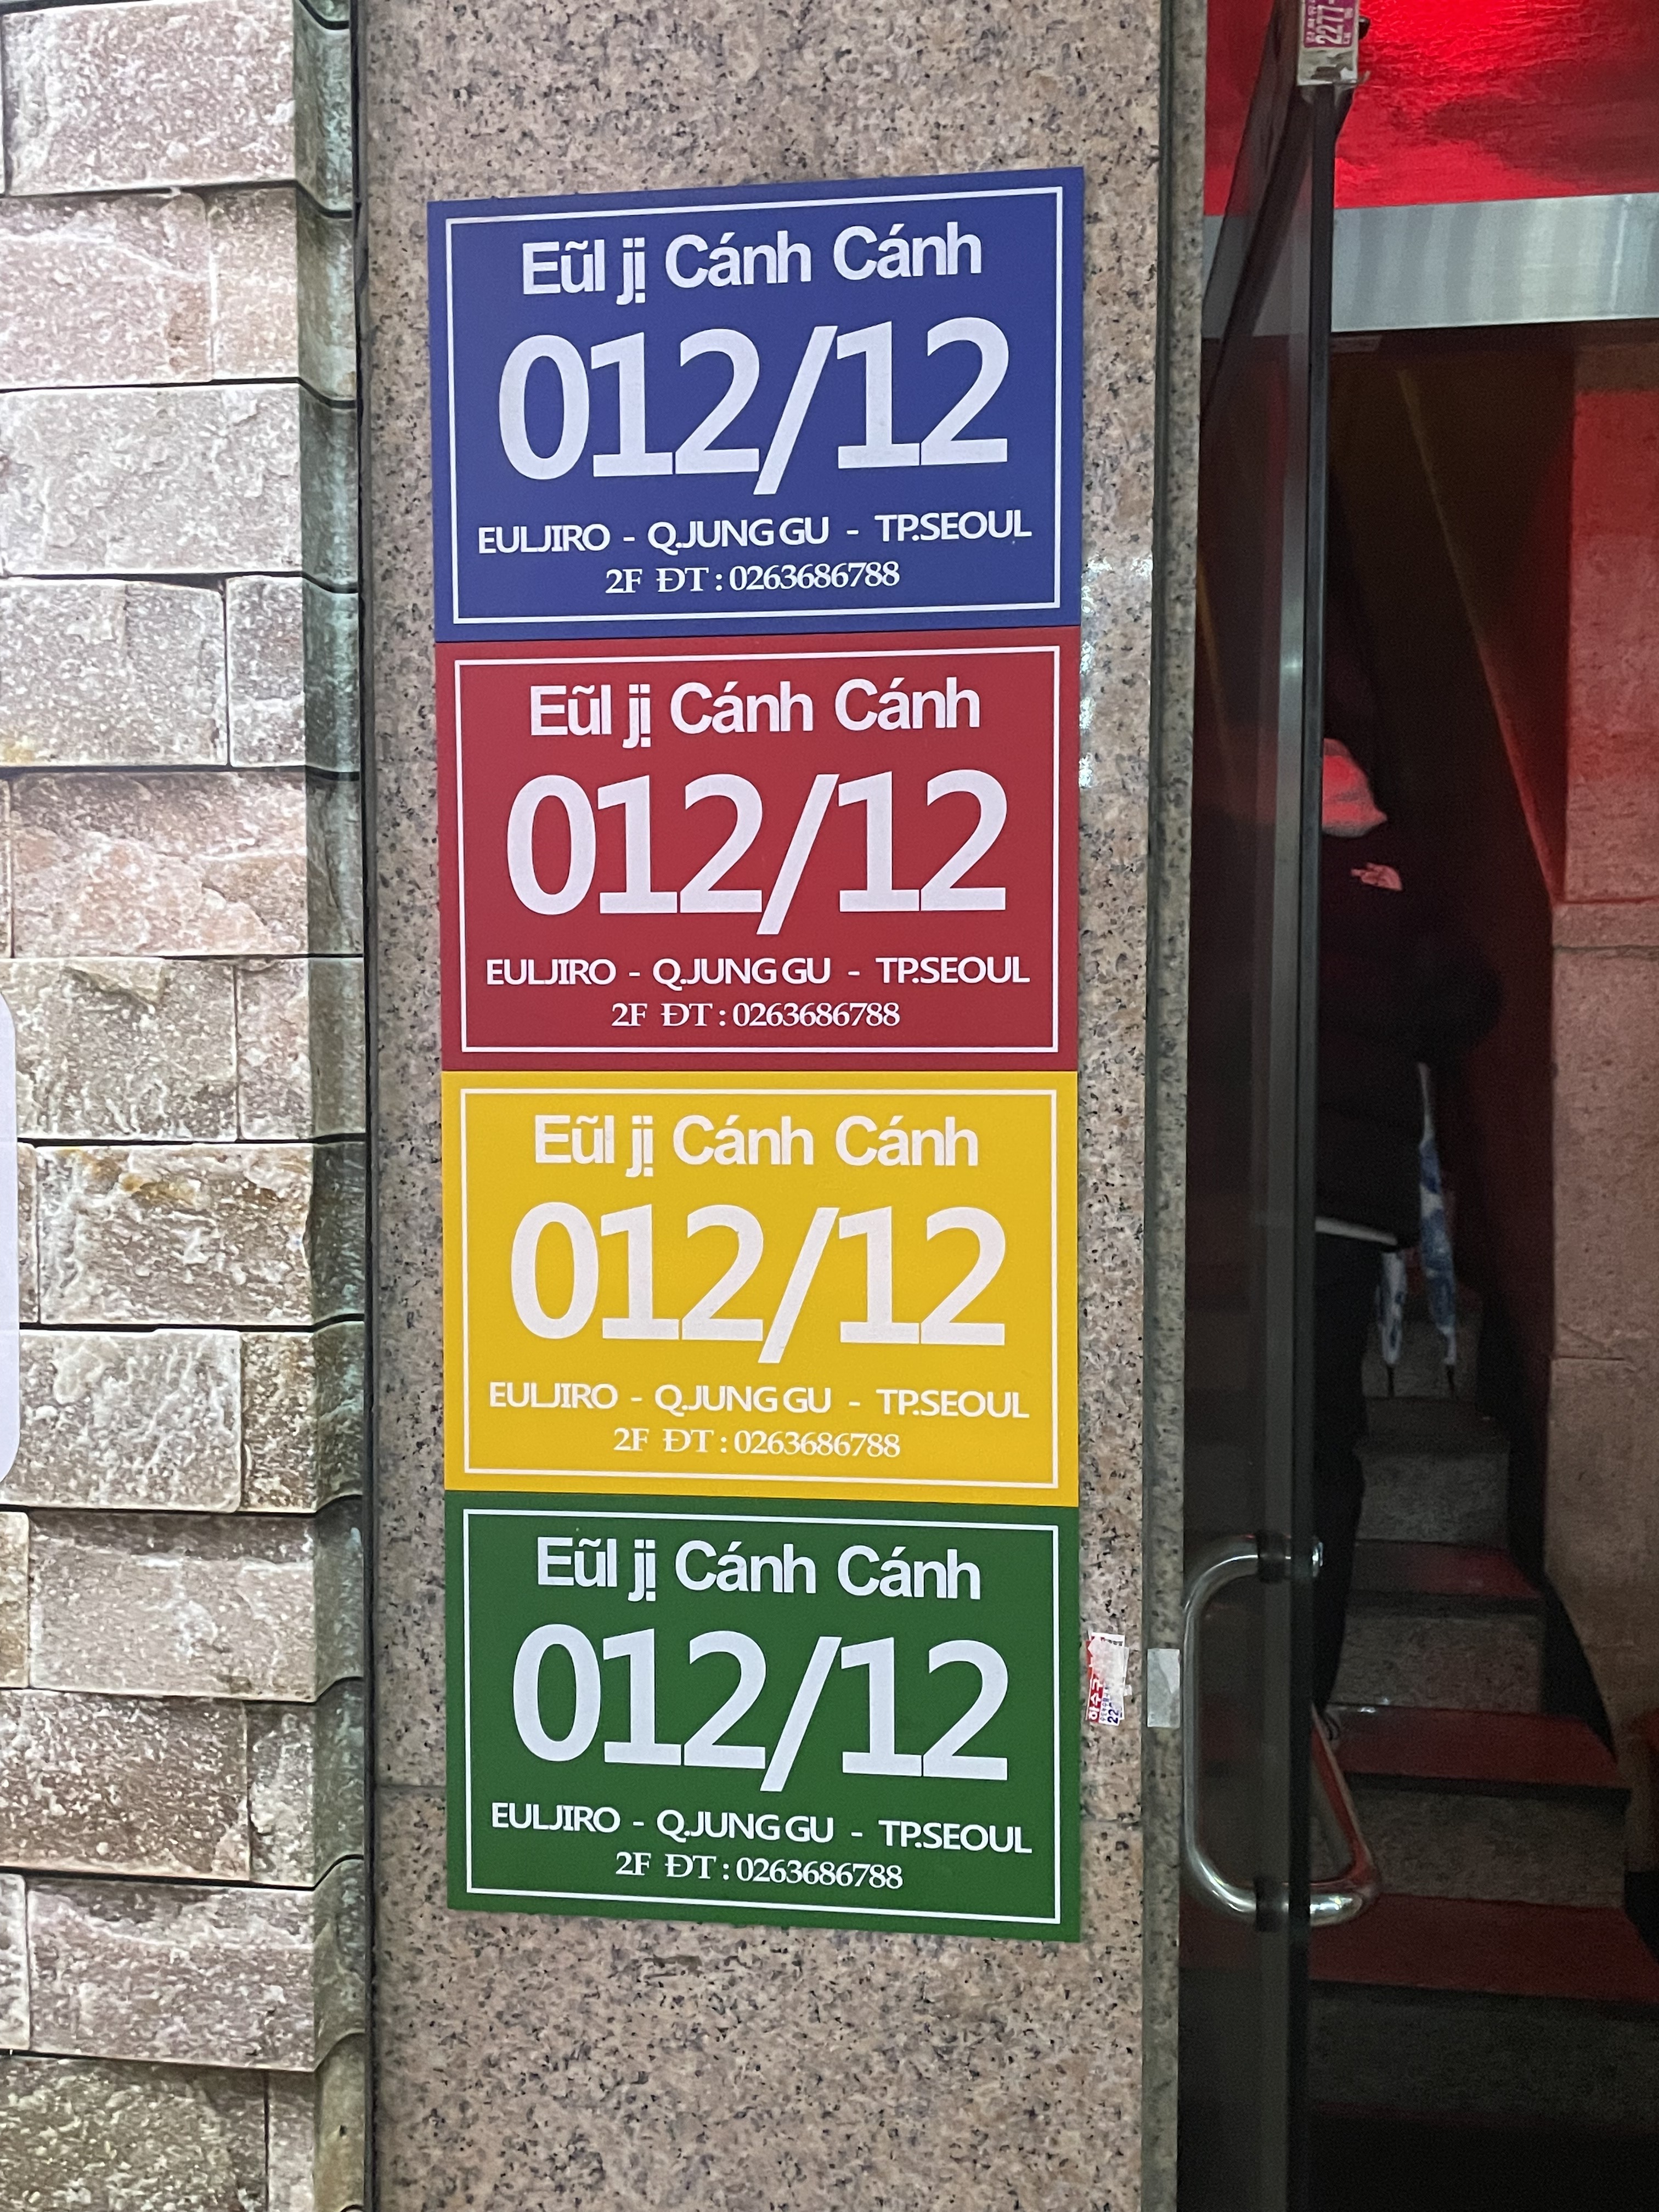 2277-
Eũl jị Cánh Cánh
012/12
EULJIRO - Q.JUNG GU - TP.SEOUL
2F ĐT : 0263686788
Eũl jị Cánh Cánh
012/12
EULJIRO - Q.JUNG GU - TP.SEOUL
2F ĐT : 0263686788
Eũl jị Cánh Cánh
012/12
EULJIRO - Q.JUNG GU - TP.SEOUL
2F ĐT : 0263686788
Eũl jị Cánh Cánh
012/12
EULJIRO - Q.JUNG GU - TP.SEOUL
2F ĐT : 0263686788